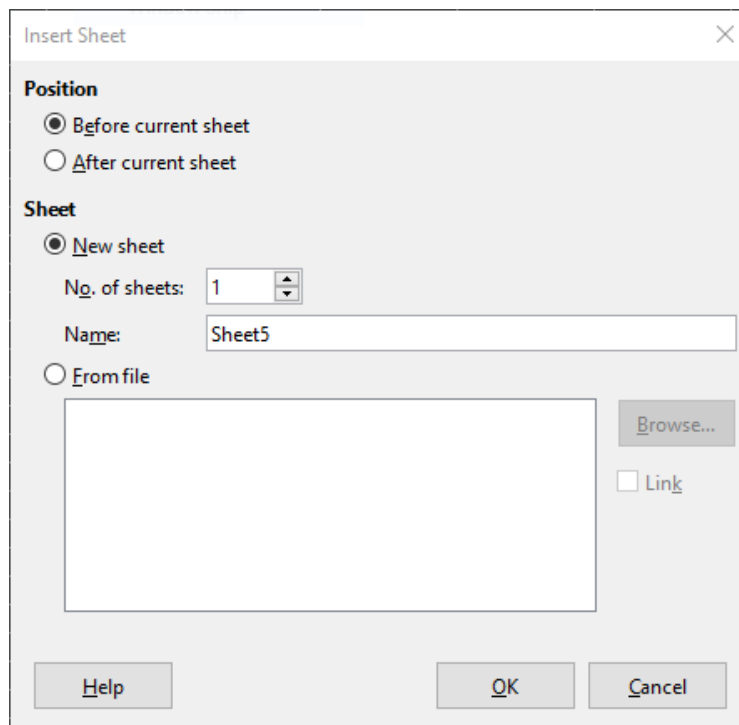 Insert Sheet
Position
Before current sheet
After current sheet
Sheet
New sheet
No. of sheets: 1
Name: Sheet5
From file
Browse...
Link
Help OK Cancel